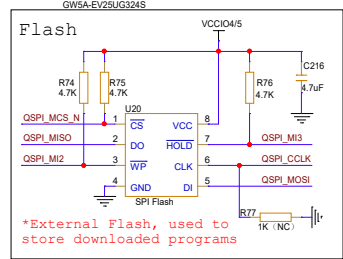 GW5A-EV25UG324S
Flash
VCCIO4/5
R74
4.7K
R75
4.7K
R76
4.7K
C216
4.7uF
U20
QSPI_MCS_N
1
CS
VCC
8
QSPI_MISO
2
DO
HOLD
7
QSPI_MI3
QSPI_MI2
3
WP
CLK
6
QSPI_CCLK
4
GND
DI
5
QSPI_MOSI
SPI Flash
R77
1K (NC)
*External Flash, used to
store downloaded programs